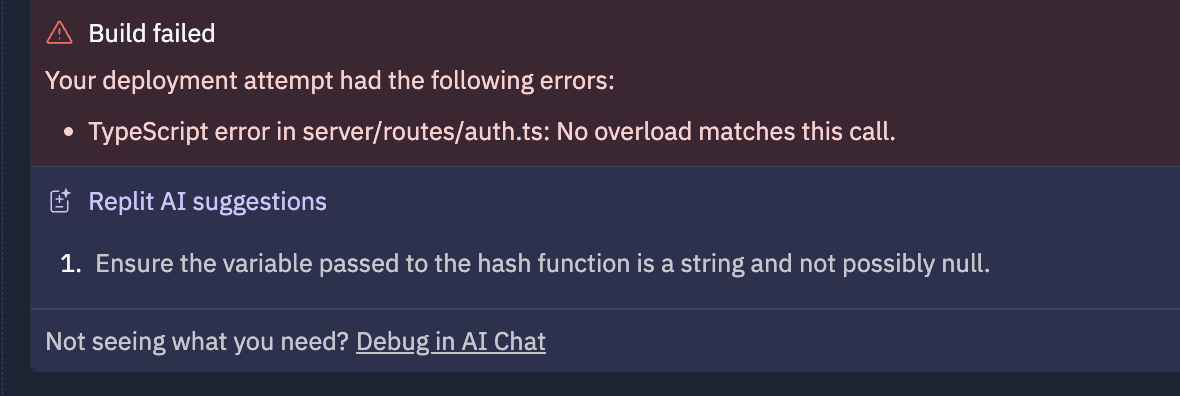 Build failed
Your deployment attempt had the following errors:
• TypeScript error in server/routes/auth.ts: No overload matches this call.
Replit AI suggestions
1. Ensure the variable passed to the hash function is a string and not possibly null.
Not seeing what you need? Debug in AI Chat